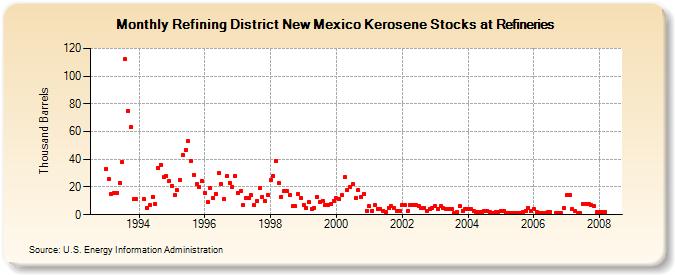 Monthly Refining District New Mexico Kerosene Stocks at Refineries
Thousand Barrels
120
100
80
60
40
20
0
1994 1996 1998 2000 2002 2004 2006 2008
Source: U.S. Energy Information Administration